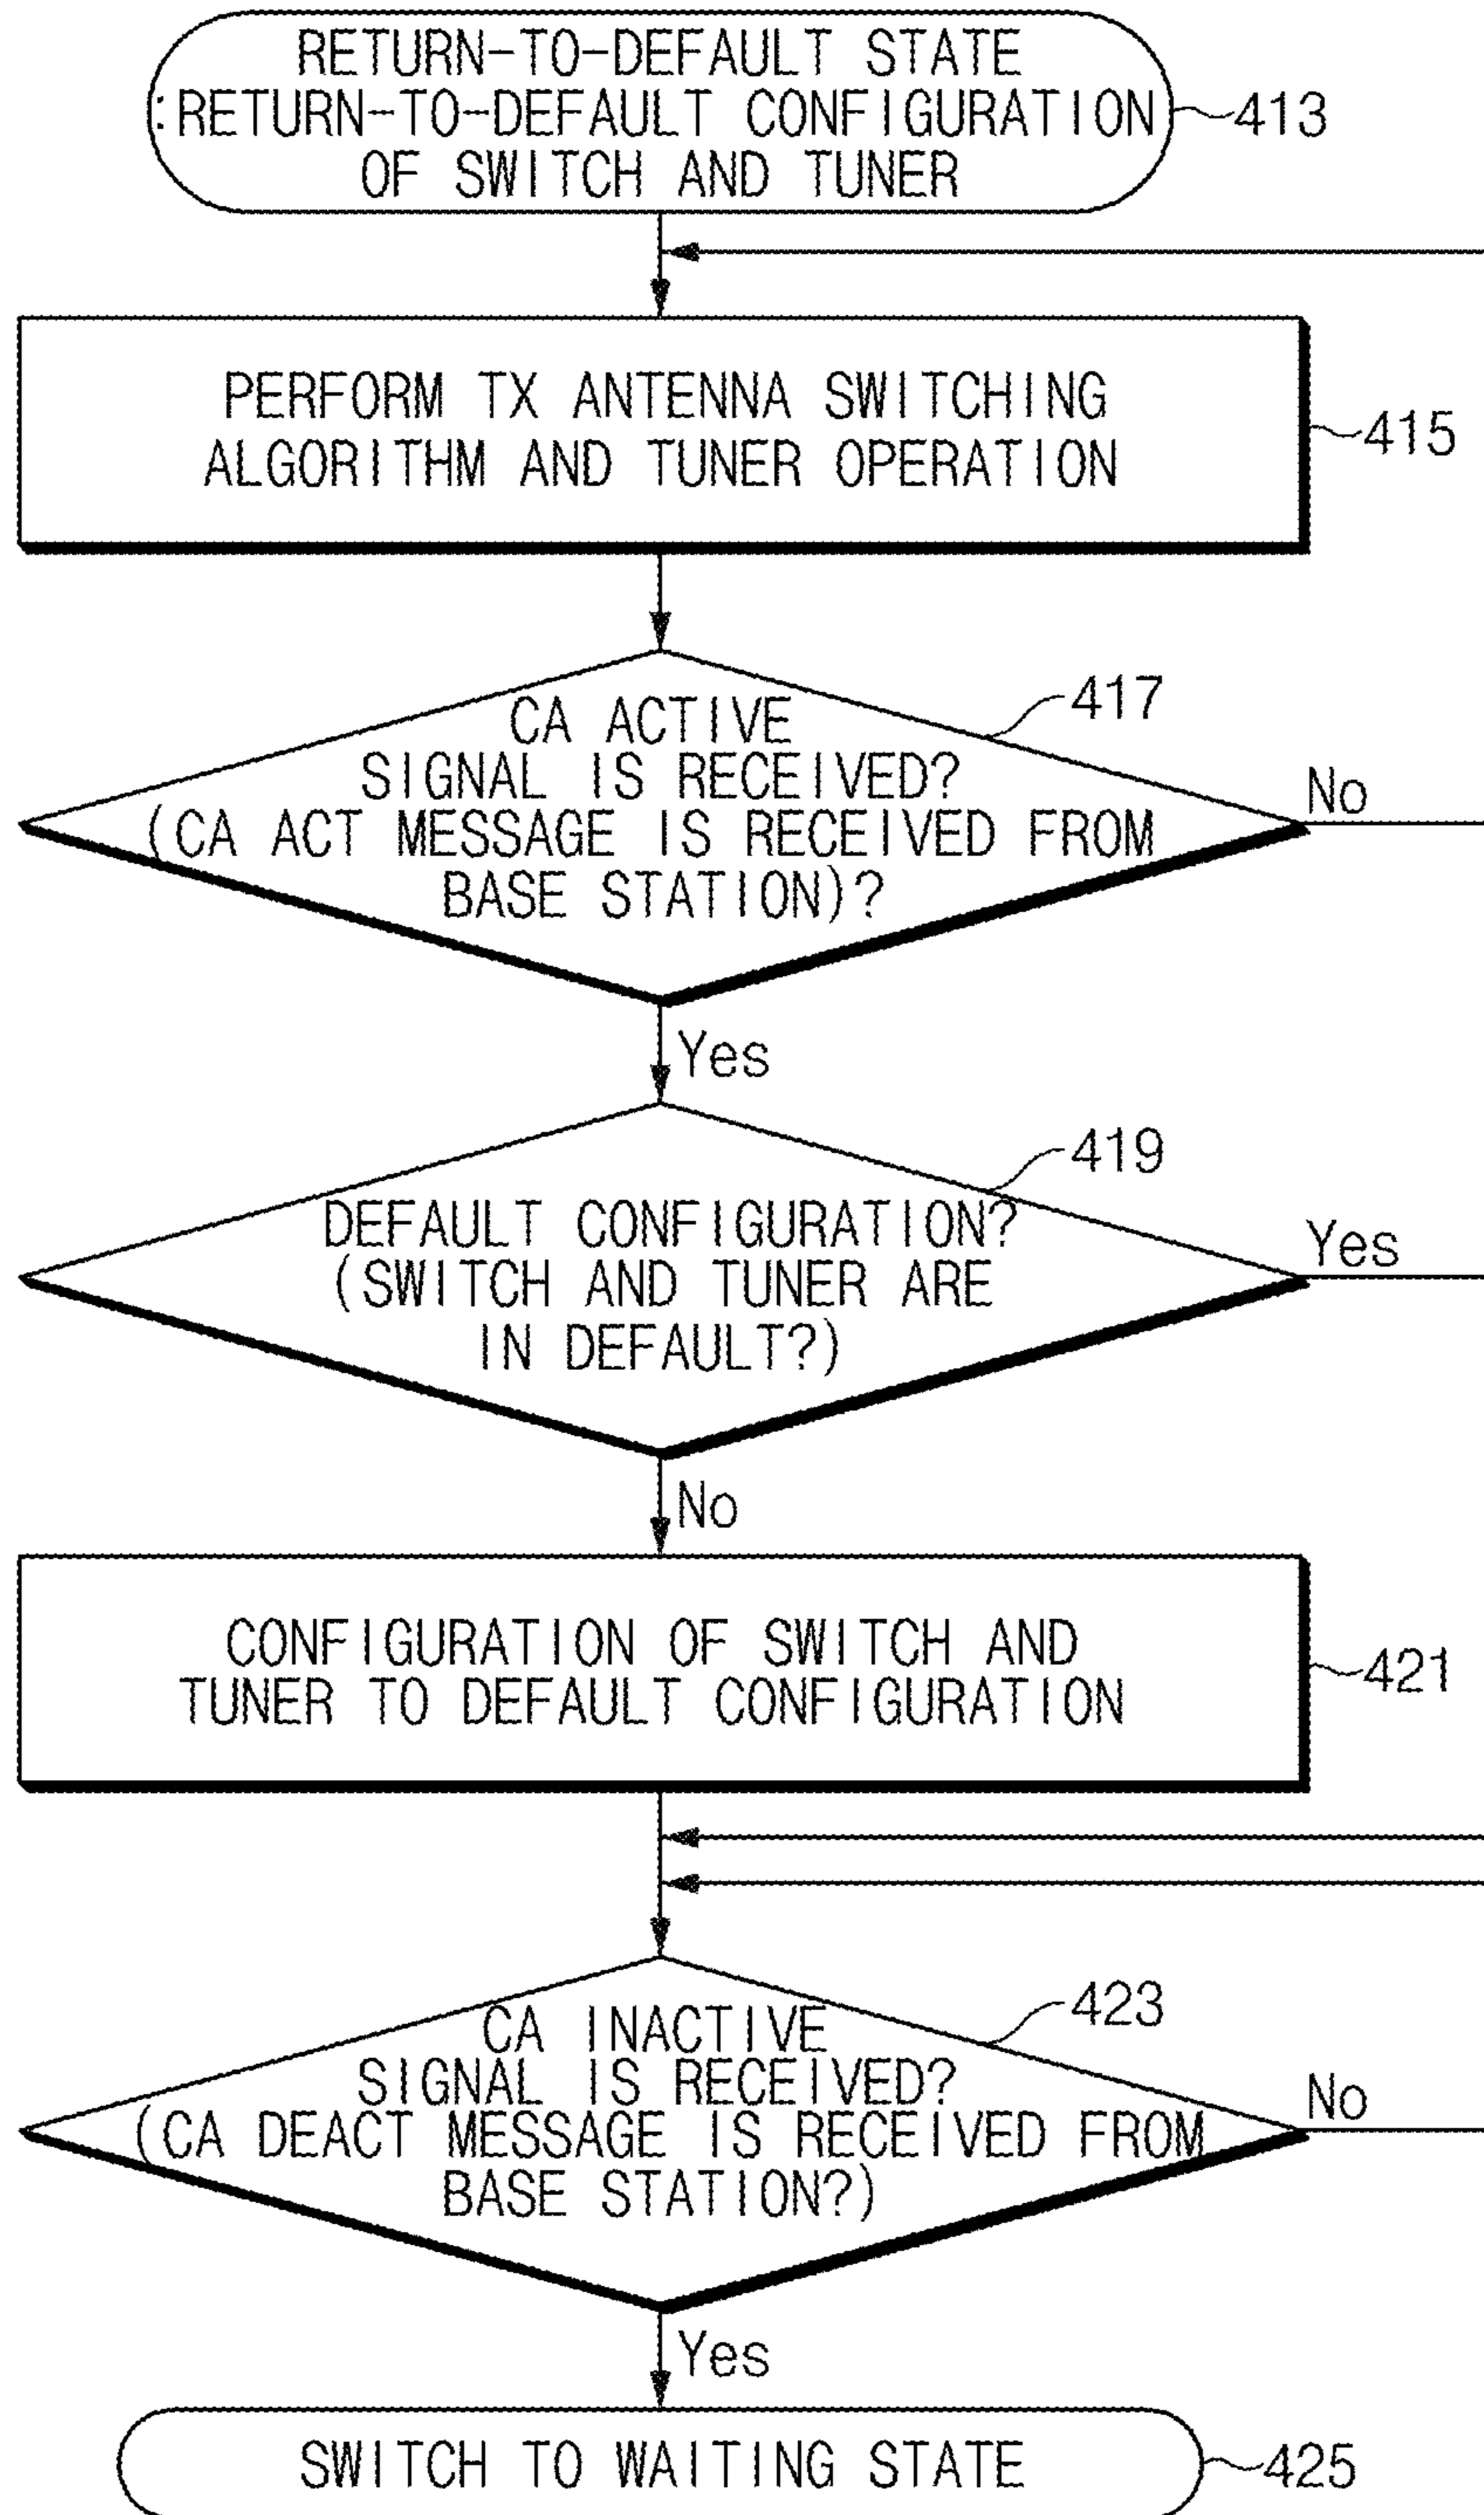 RETURN-TO-DEFAULT STATE
:RETURN-TO-DEFAULT CONFIGURATION
OF SWITCH AND TUNER
413
PERFORM TX ANTENNA SWITCHING
ALGORITHM AND TUNER OPERATION
415
417
CA ACTIVE
SIGNAL IS RECEIVED?
(CA ACT MESSAGE IS RECEIVED FROM
BASE STATION)?
No
Yes
419
DEFAULT CONFIGURATION?
(SWITCH AND TUNER ARE
IN DEFAULT?)
Yes
No
CONFIGURATION OF SWITCH AND
TUNER TO DEFAULT CONFIGURATION
421
423
CA INACTIVE
SIGNAL IS RECEIVED?
(CA DEACT MESSAGE IS RECEIVED FROM
BASE STATION?)
No
Yes
SWITCH TO WAITING STATE
425